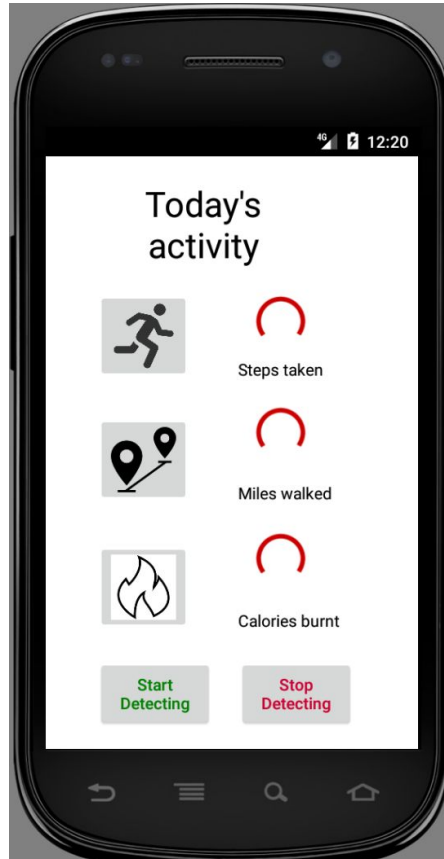 4G 12:20
Today's
activity
Steps taken
Miles walked
Calories burnt
Start
Detecting
Stop
Detecting